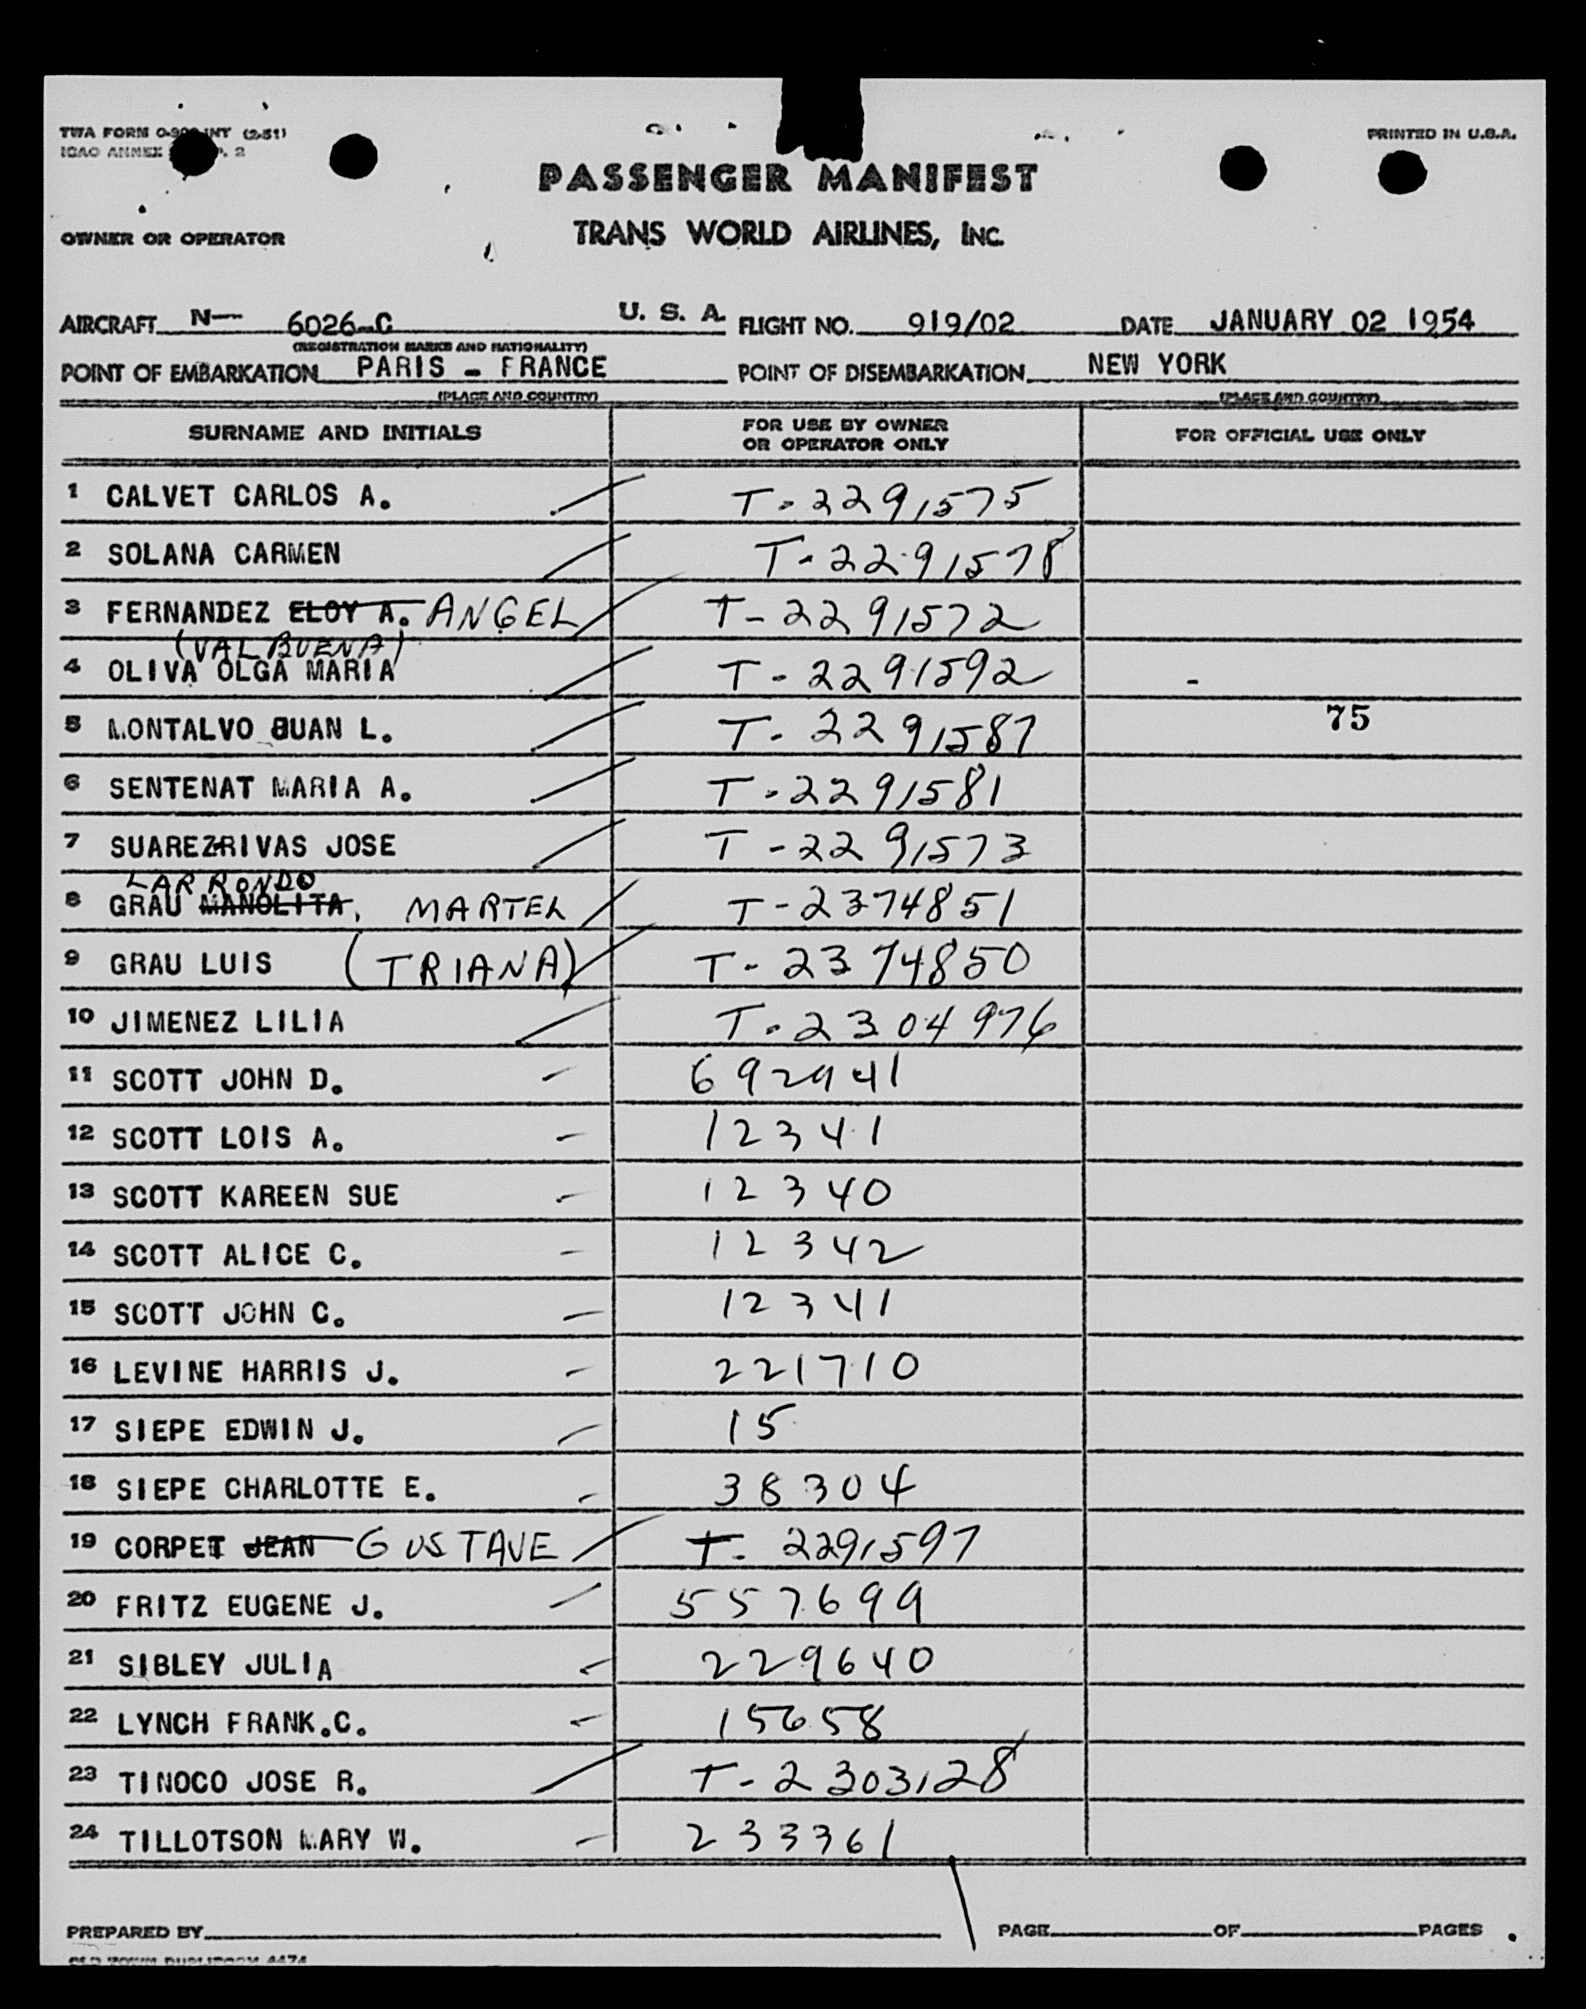 TWA FORM O-    INT (2-51)
PRINTED IN U.S.A.
ICAO ANNEX    P. 2
PASSENGER MANIFEST
OWNER OR OPERATOR
TRANS WORLD AIRLINES, INC.
AIRCRAFT N— 6026-C U. S. A. FLIGHT NO. 919/02 DATE JANUARY 02 1954
(REGISTRATION MARKS AND NATIONALITY)
POINT OF EMBARKATION PARIS - FRANCE POINT OF DISEMBARKATION NEW YORK
(PLACE AND COUNTRY) (PLACE AND COUNTRY)
SURNAME AND INITIALS FOR USE BY OWNER OR OPERATOR ONLY FOR OFFICIAL USE ONLY
1 CALVET CARLOS A. T-2291575
2 SOLANA CARMEN T-2291578
3 FERNANDEZ ELOY A. ANGEL T-2291572
(VALBUENA)
4 OLIVA OLGA MARIA T-2291592 -
5 MONTALVO JUAN L. T-2291587 75
6 SENTENAT MARIA A. T-2291581
7 SUAREZ-RIVAS JOSE T-2291573
LARRONDO
8 GRAU MANOLITA, MARTEL T-2374851
9 GRAU LUIS (TRIANA) T-2374850
10 JIMENEZ LILIA T-2304976
11 SCOTT JOHN D. 692941
12 SCOTT LOIS A. 12341
13 SCOTT KAREEN SUE 12340
14 SCOTT ALICE C. 12342
15 SCOTT JOHN C. 12341
16 LEVINE HARRIS J. 221710
17 SIEPE EDWIN J. 15
18 SIEPE CHARLOTTE E. 38304
19 CORPET JEAN GUSTAVE T-2291597
20 FRITZ EUGENE J. 557699
21 SIBLEY JULIA 229640
22 LYNCH FRANK.C. 15658
23 TINOCO JOSE R. T-2303128
24 TILLOTSON MARY W. 233361
PREPARED BY PAGE OF PAGES